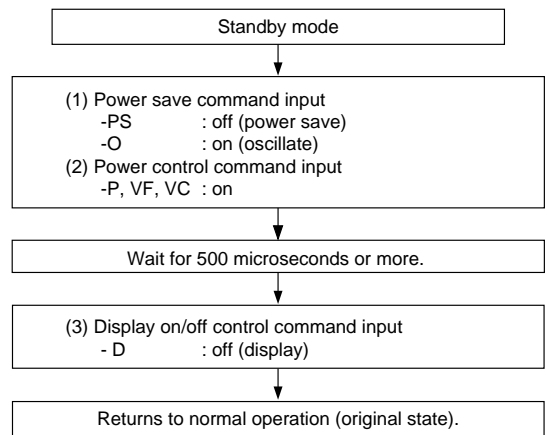 Standby mode
(1) Power save command input
-PS : off (power save)
-O : on (oscillate)
(2) Power control command input
-P, VF, VC : on
Wait for 500 microseconds or more.
(3) Display on/off control command input
- D : off (display)
Returns to normal operation (original state).